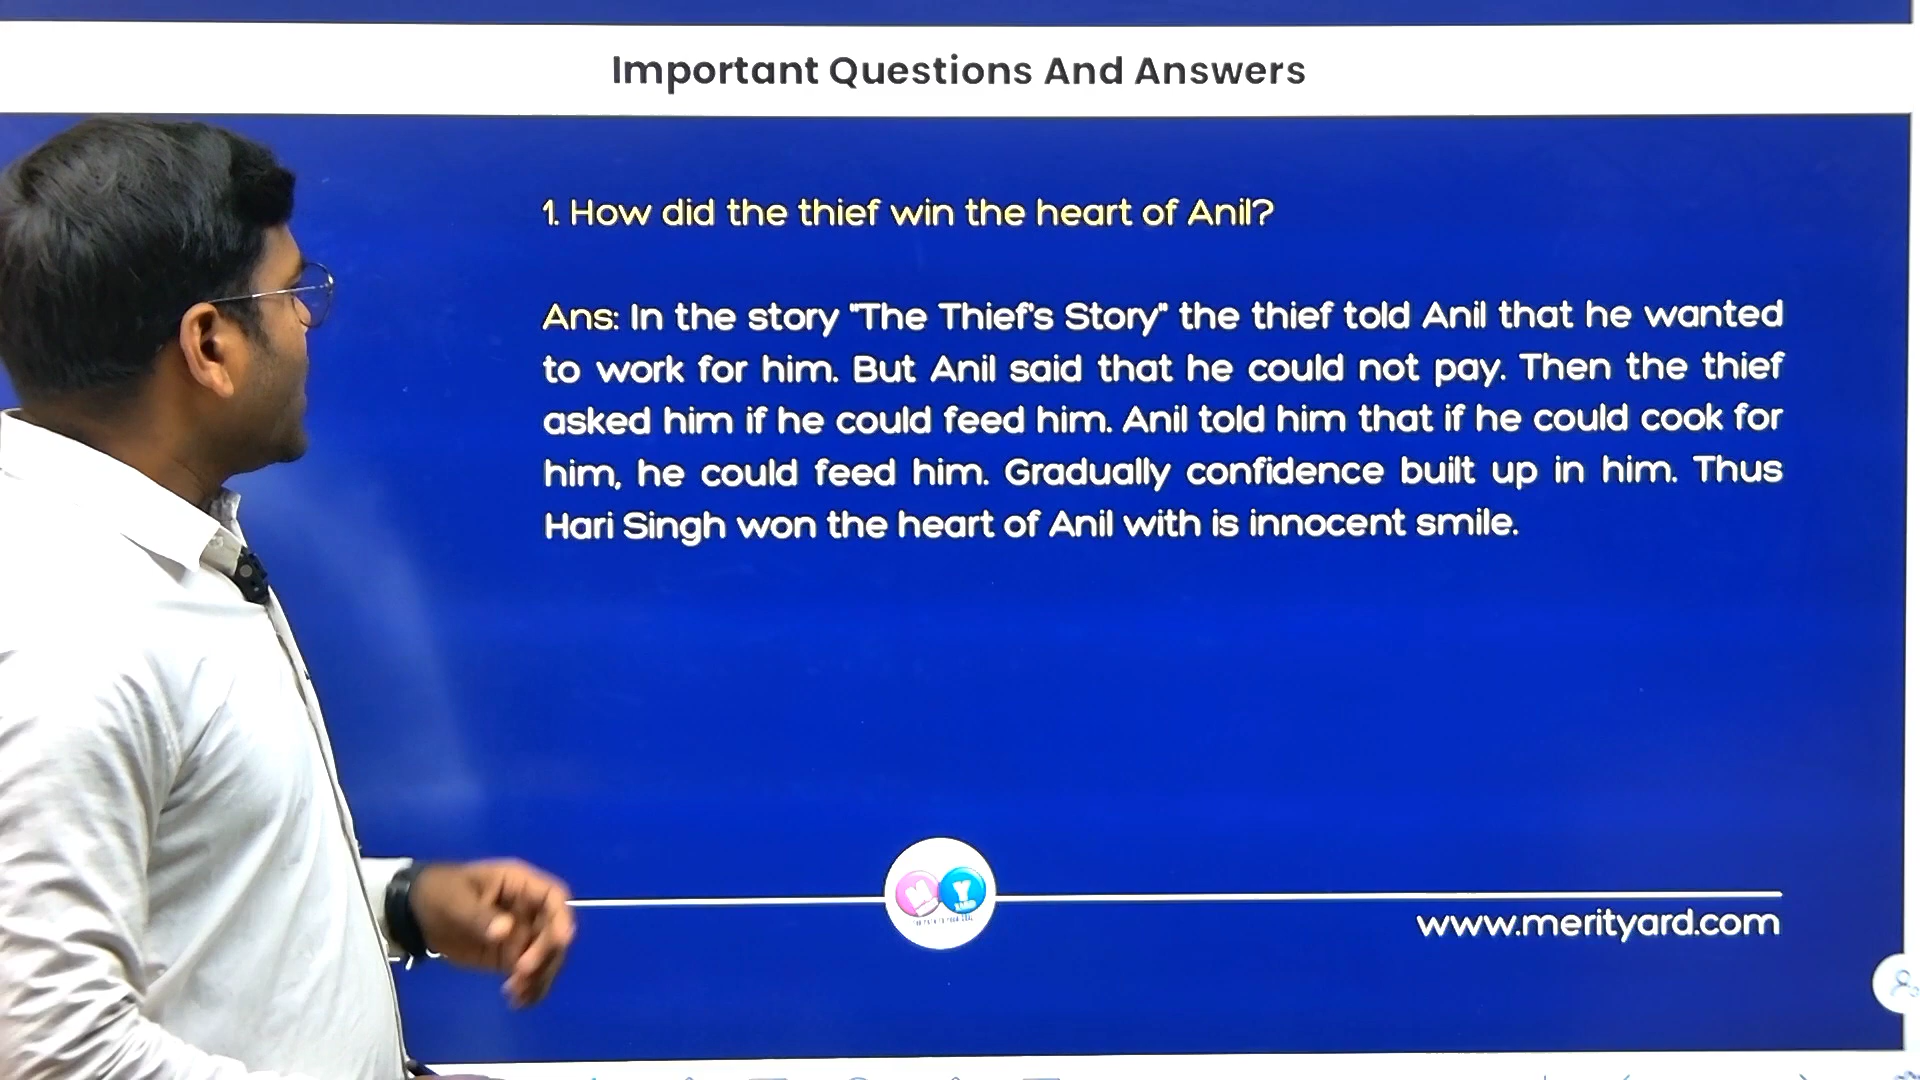 Important Questions And Answers
1. How did the thief win the heart of Anil?
Ans: In the story "The Thief's Story" the thief told Anil that he wanted
to work for him. But Anil said that he could not pay. Then the thief
asked him if he could feed him. Anil told him that if he could cook for
him, he could feed him. Gradually confidence built up in him. Thus
Hari Singh won the heart of Anil with is innocent smile.
M Y
YARD
www.merityard.com